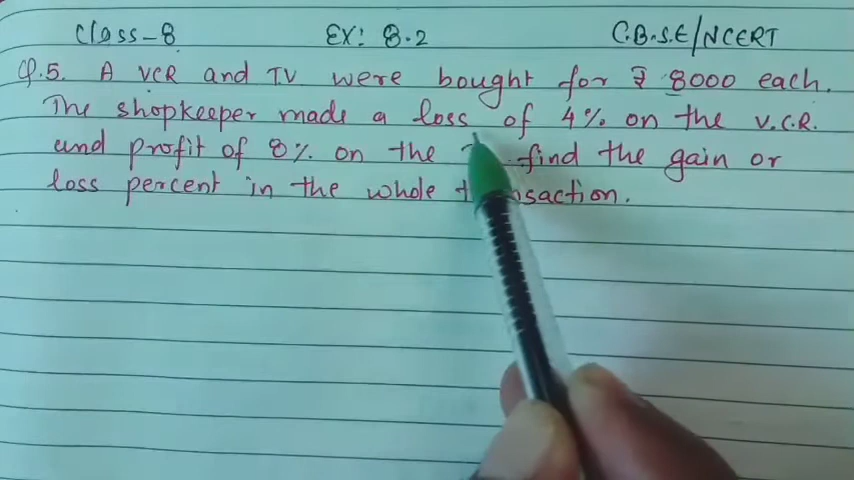 Class-8 EX: 8.2 C.B.S.E/NCERT
Q.5. A VCR and TV were bought for ₹ 8000 each.
The shopkeeper made a loss of 4% on the V.C.R.
and profit of 8% on the find the gain or
loss percent in the whole